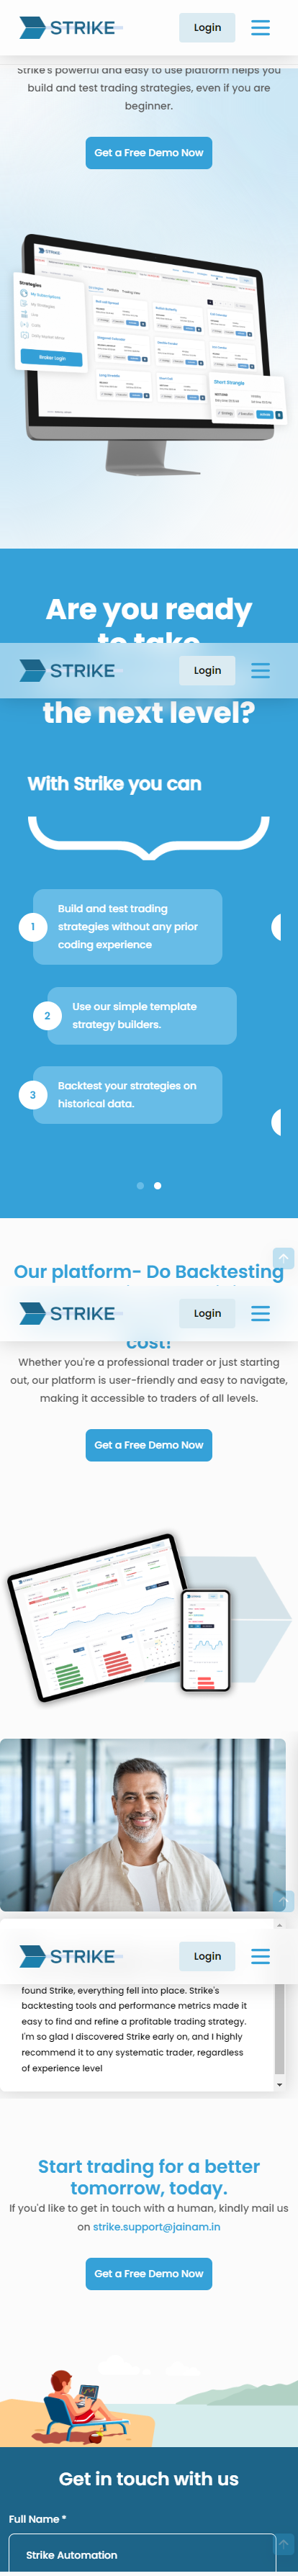 STRIKE
Login
Strike's powerful and easy to use platform helps you
build and test trading strategies, even if you are
beginner.
Get a Free Demo Now
STRIKE
Strategies
My Subscriptions
My Strategies
Live
Broker Login
Short Strangle
Are you ready
to take
STRIKE
Login
the next level?
With Strike you can
1
Build and test trading
strategies without any prior
coding experience
2
Use our simple template
strategy builders.
3
Backtest your strategies on
historical data.
Our platform- Do Backtesting
STRIKE
Login
cost!
Whether you're a professional trader or just starting
out, our platform is user-friendly and easy to navigate,
making it accessible to traders of all levels.
Get a Free Demo Now
STRIKE
Login
found Strike, everything fell into place. Strike's
backtesting tools and performance metrics made it
easy to find and refine a profitable trading strategy.
I'm so glad I discovered Strike early on, and I highly
recommend it to any systematic trader, regardless
of experience level
Start trading for a better
tomorrow, today.
If you'd like to get in touch with a human, kindly mail us
on strike.support@jainam.in
Get a Free Demo Now
Get in touch with us
Full Name *
Strike Automation